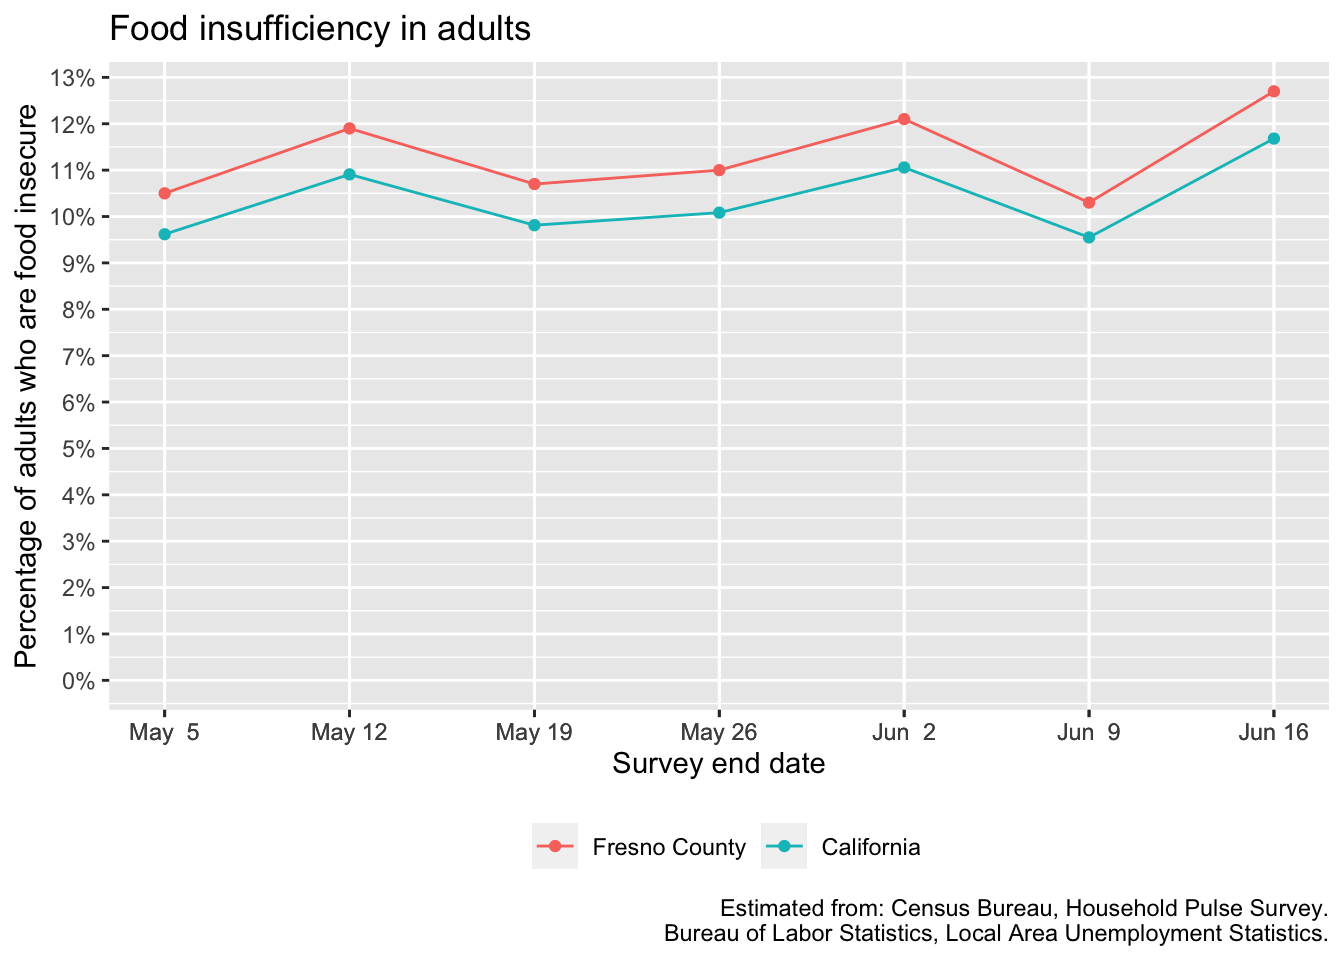 Food insufficiency in adults
Percentage of adults who are food insecure
13%
12%
11%
10%
9%
8%
7%
6%
5%
4%
3%
2%
1%
0%
May  5 May 12 May 19 May 26 Jun  2 Jun  9 Jun 16
Survey end date
Fresno County California
Estimated from: Census Bureau, Household Pulse Survey.
Bureau of Labor Statistics, Local Area Unemployment Statistics.